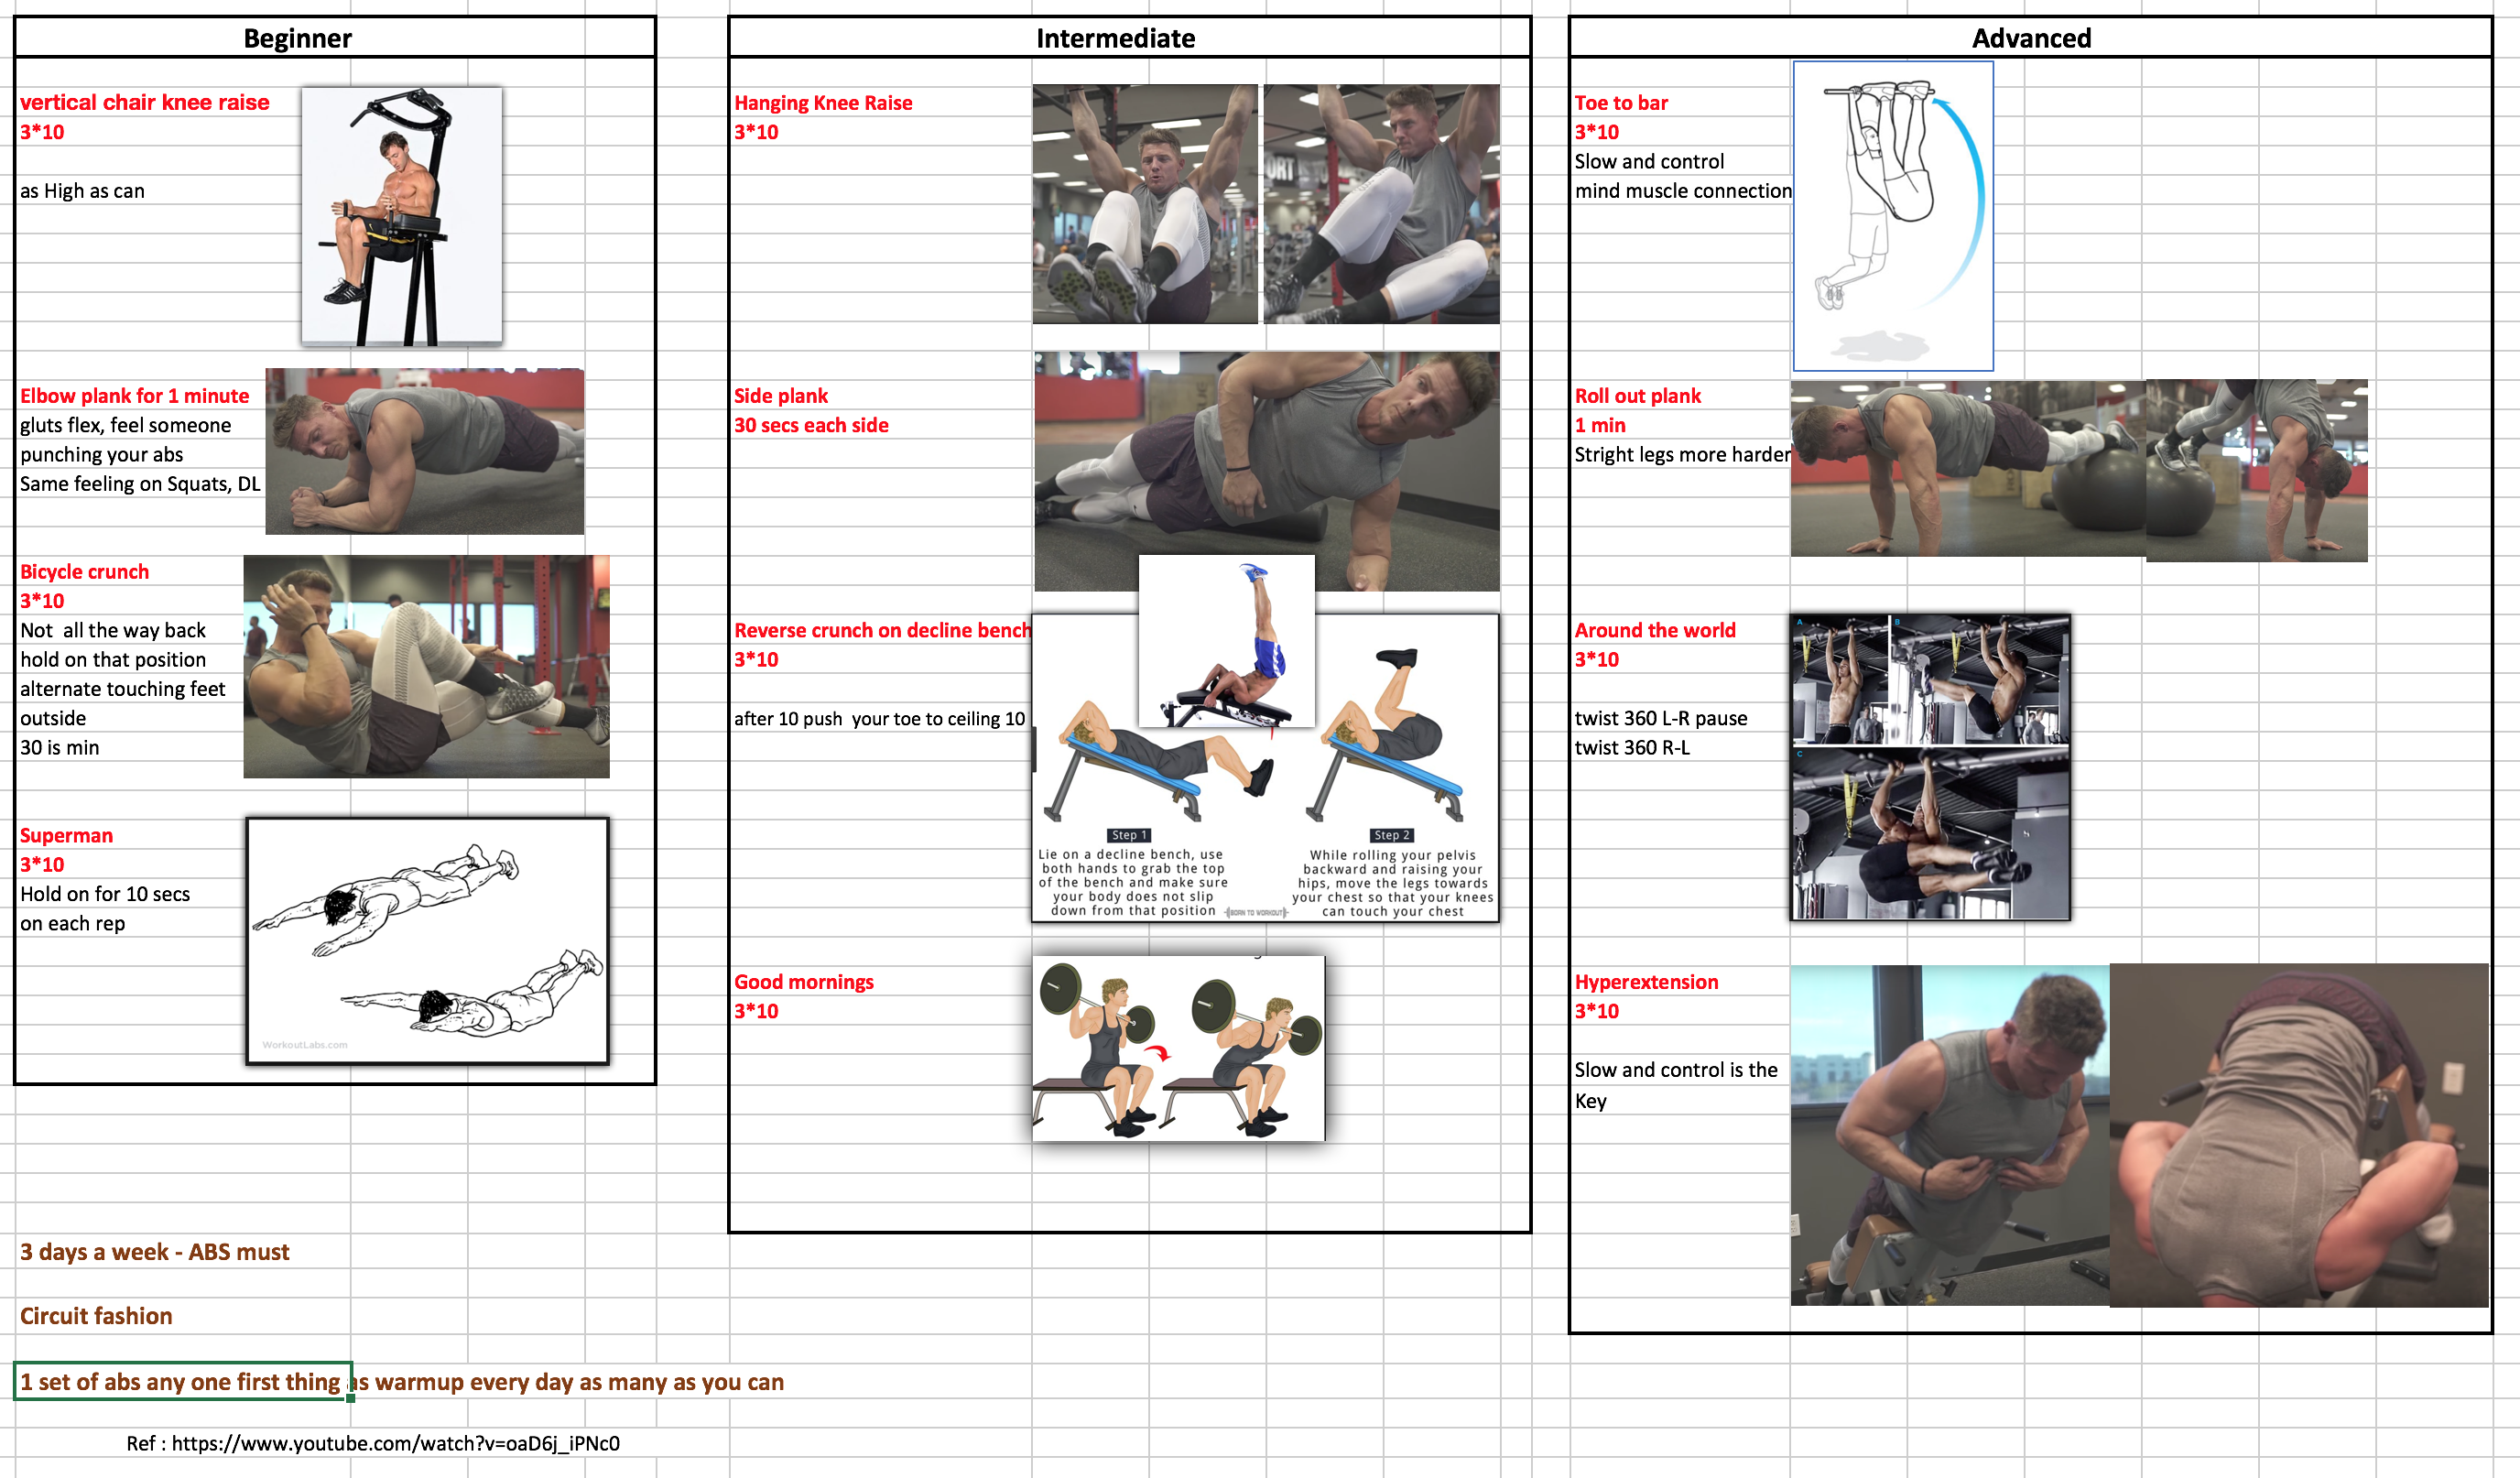 Beginner
vertical chair knee raise
3*10
as High as can
Elbow plank for 1 minute
gluts flex, feel someone
punching your abs
Same feeling on Squats, DL
Bicycle crunch
3*10
Not  all the way back
hold on that position
alternate touching feet
outside
30 is min
Superman
3*10
Hold on for 10 secs
on each rep
WorkoutLabs.com
Intermediate
Hanging Knee Raise
3*10
Side plank
30 secs each side
Reverse crunch on decline bench
3*10
after 10 push  your toe to ceiling 10
Step 1
Lie on a decline bench, use
both hands to grab the top
of the bench and make sure
your body does not slip
down from that position
Step 2
While rolling your pelvis
backward and raising your
hips, move the legs towards
your chest so that your knees
can touch your chest
BORN TO WORKOUT
Good mornings
3*10
Advanced
Toe to bar
3*10
Slow and control
mind muscle connection
Roll out plank
1 min
Stright legs more harder
Around the world
3*10
twist 360 L-R pause
twist 360 R-L
A
B
C
Hyperextension
3*10
Slow and control is the
Key
3 days a week - ABS must
Circuit fashion
1 set of abs any one first thing as warmup every day as many as you can
Ref : https://www.youtube.com/watch?v=oaD6j_iPNc0